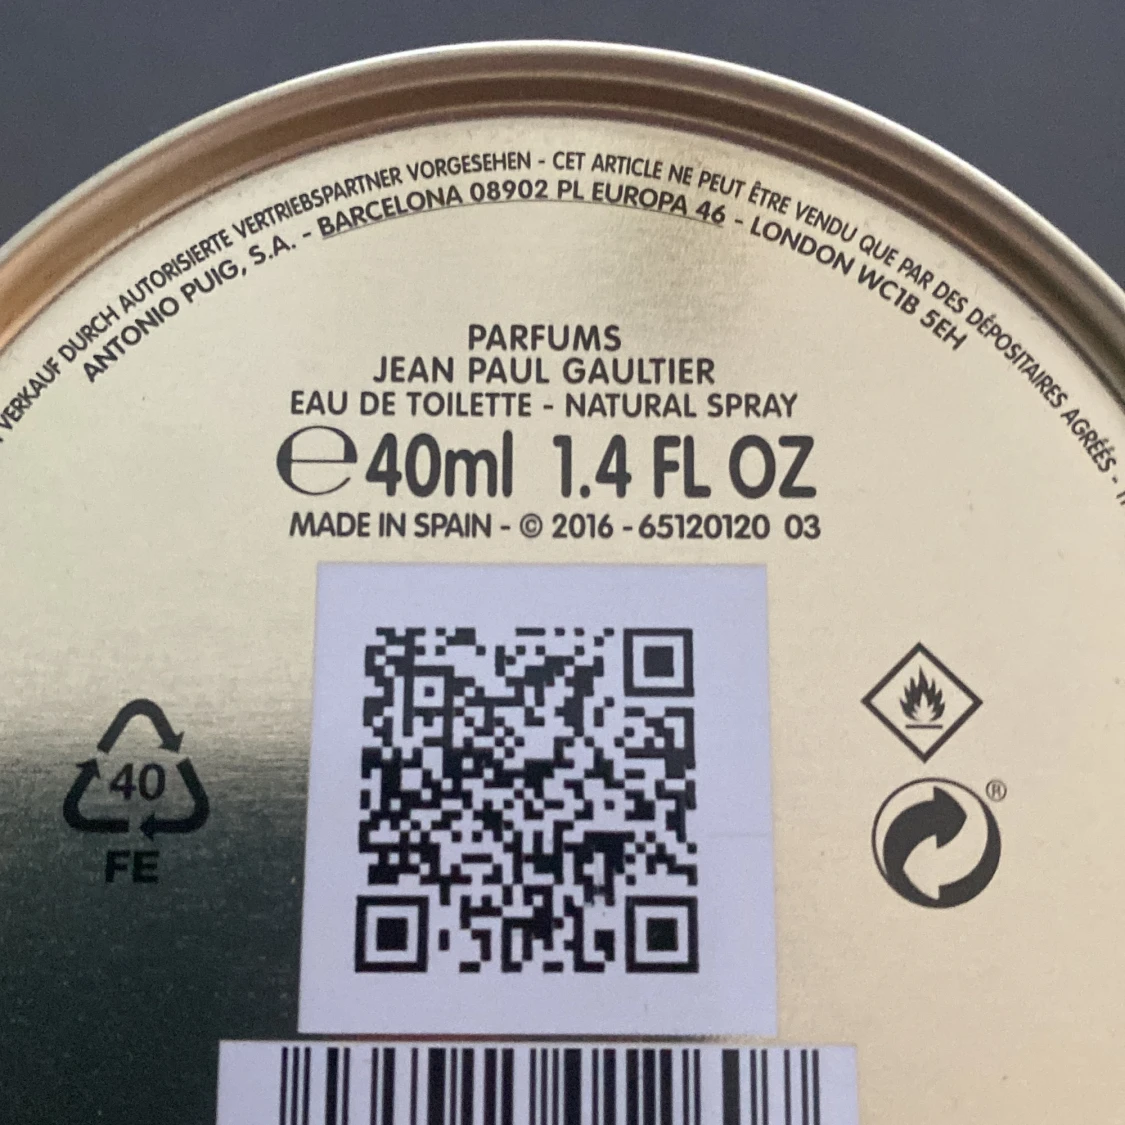 VERKAUF DURCH AUTORISIERTE VERTRIEBSPARTNER VORGESEHEN - CET ARTICLE NE PEUT ÊTRE VENDU QUE PAR DES DÉPOSITAIRES AGRÉÉS -
ANTONIO PUIG, S.A. - BARCELONA 08902 PL EUROPA 46 - LONDON WC1B 5EH
PARFUMS
JEAN PAUL GAULTIER
EAU DE TOILETTE - NATURAL SPRAY
℮ 40ml 1.4 FL OZ
MADE IN SPAIN - © 2016 - 65120120 03
40
FE
®